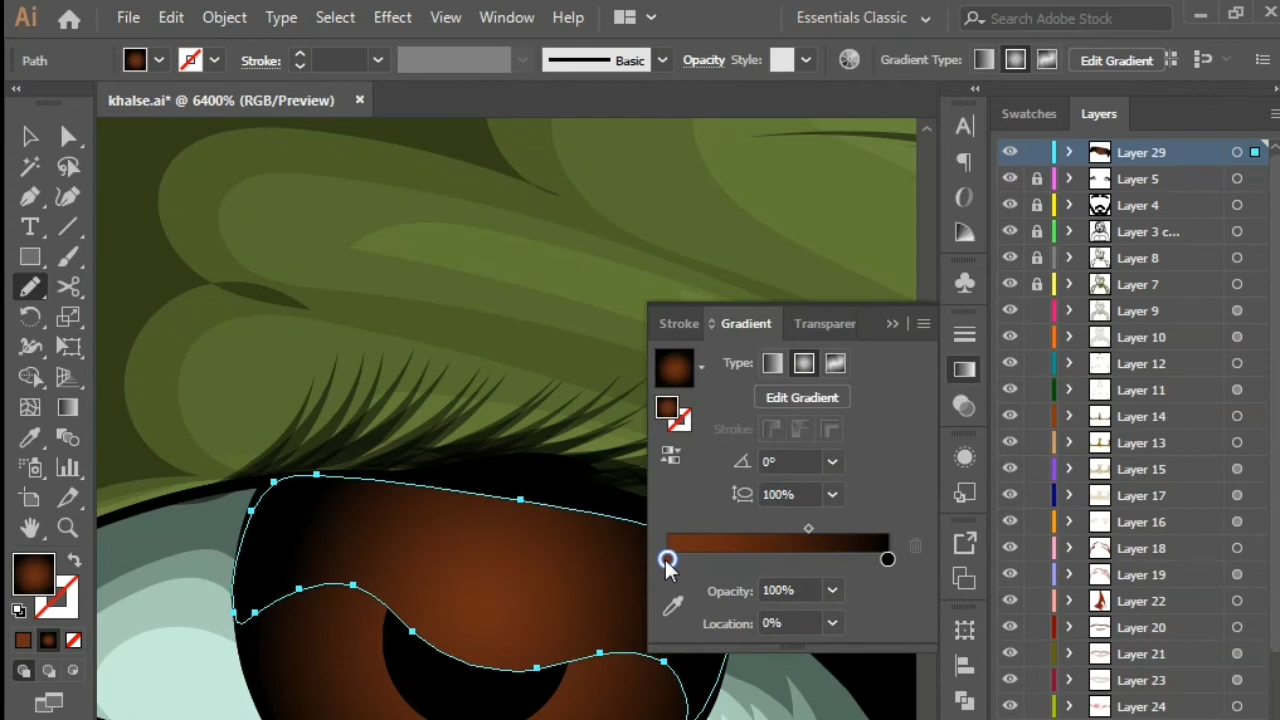 Ai File Edit Object Type Select Effect View Window Help Essentials Classic Search Adobe Stock
Path Stroke: Basic Opacity Style: Gradient Type: Edit Gradient
khalse.ai* @ 6400% (RGB/Preview) ×
Swatches Layers
Layer 29
Layer 5
Layer 4
Layer 3 c...
Layer 8
Layer 7
Layer 9
Layer 10
Layer 12
Layer 11
Layer 14
Layer 13
Layer 15
Layer 17
Layer 16
Layer 18
Layer 19
Layer 22
Layer 20
Layer 21
Layer 23
Layer 24
Stroke Gradient Transparer
Type:
Edit Gradient
Stroke:
0°
100%
Opacity: 100%
Location: 0%